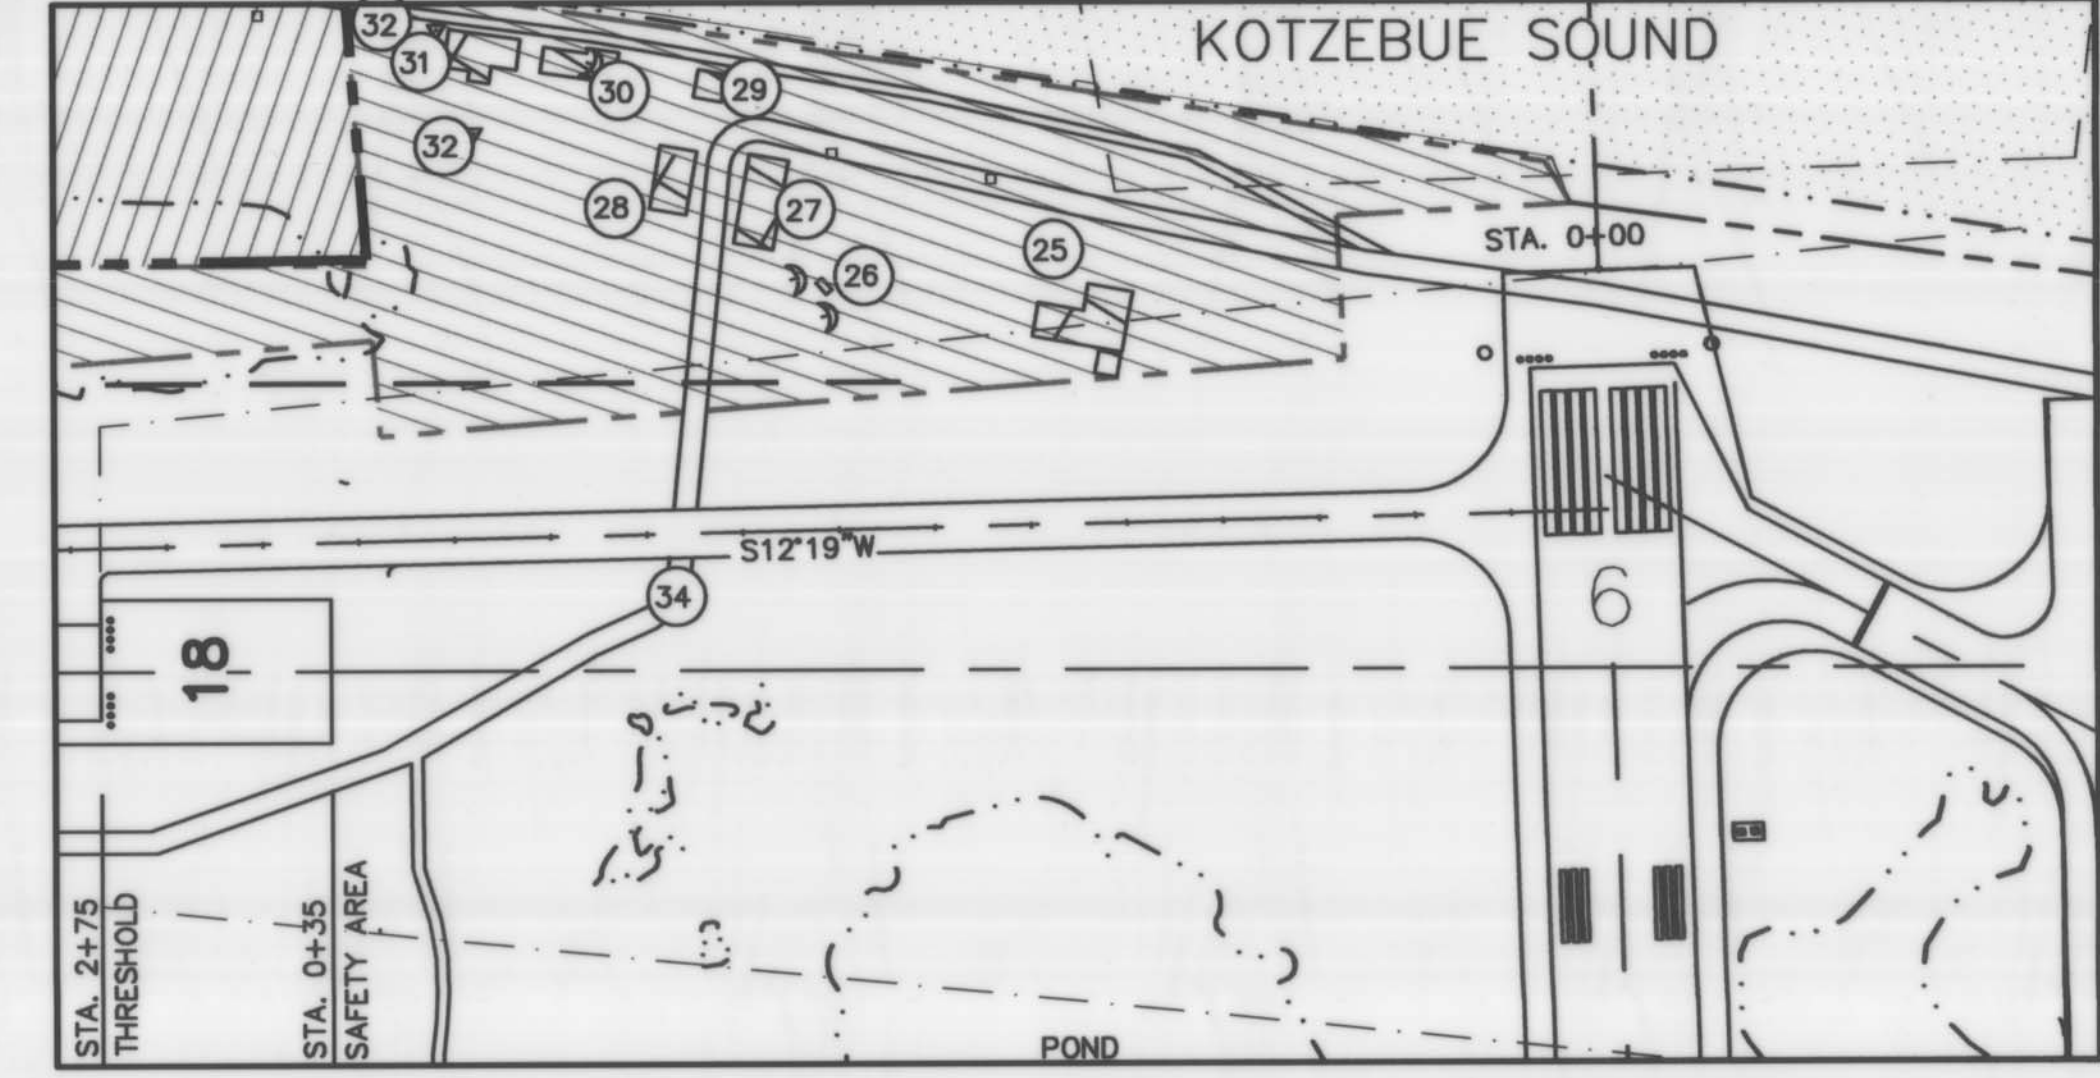 KOTZEBUE SOUND
32
31
30
29
32
28
27
26
25
STA. 0+00
S12°19"W
34
6
18
STA. 2+75
THRESHOLD
STA. 0+35
SAFETY AREA
POND